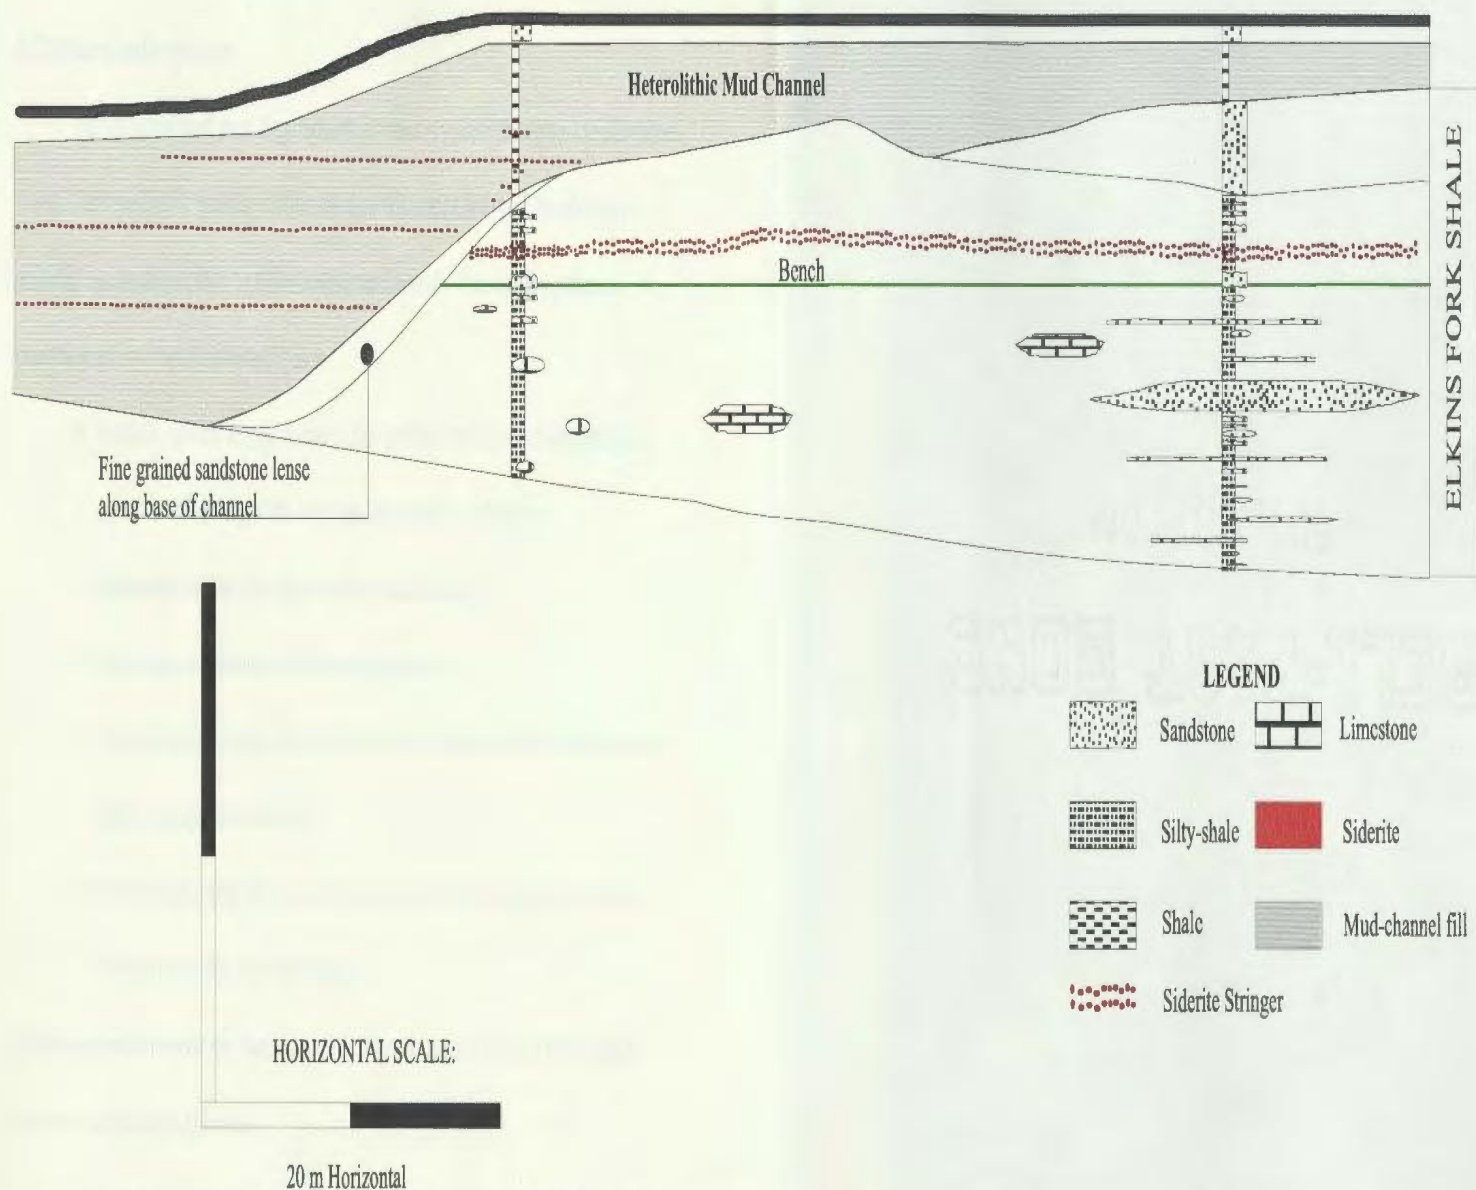 Heterolithic Mud Channel
Bench
ELKINS FORK SHALE
Fine grained sandstone lense
along base of channel
LEGEND
Sandstone
Limestone
Silty-shale
Siderite
Shale
Mud-channel fill
Siderite Stringer
HORIZONTAL SCALE:
20 m Horizontal